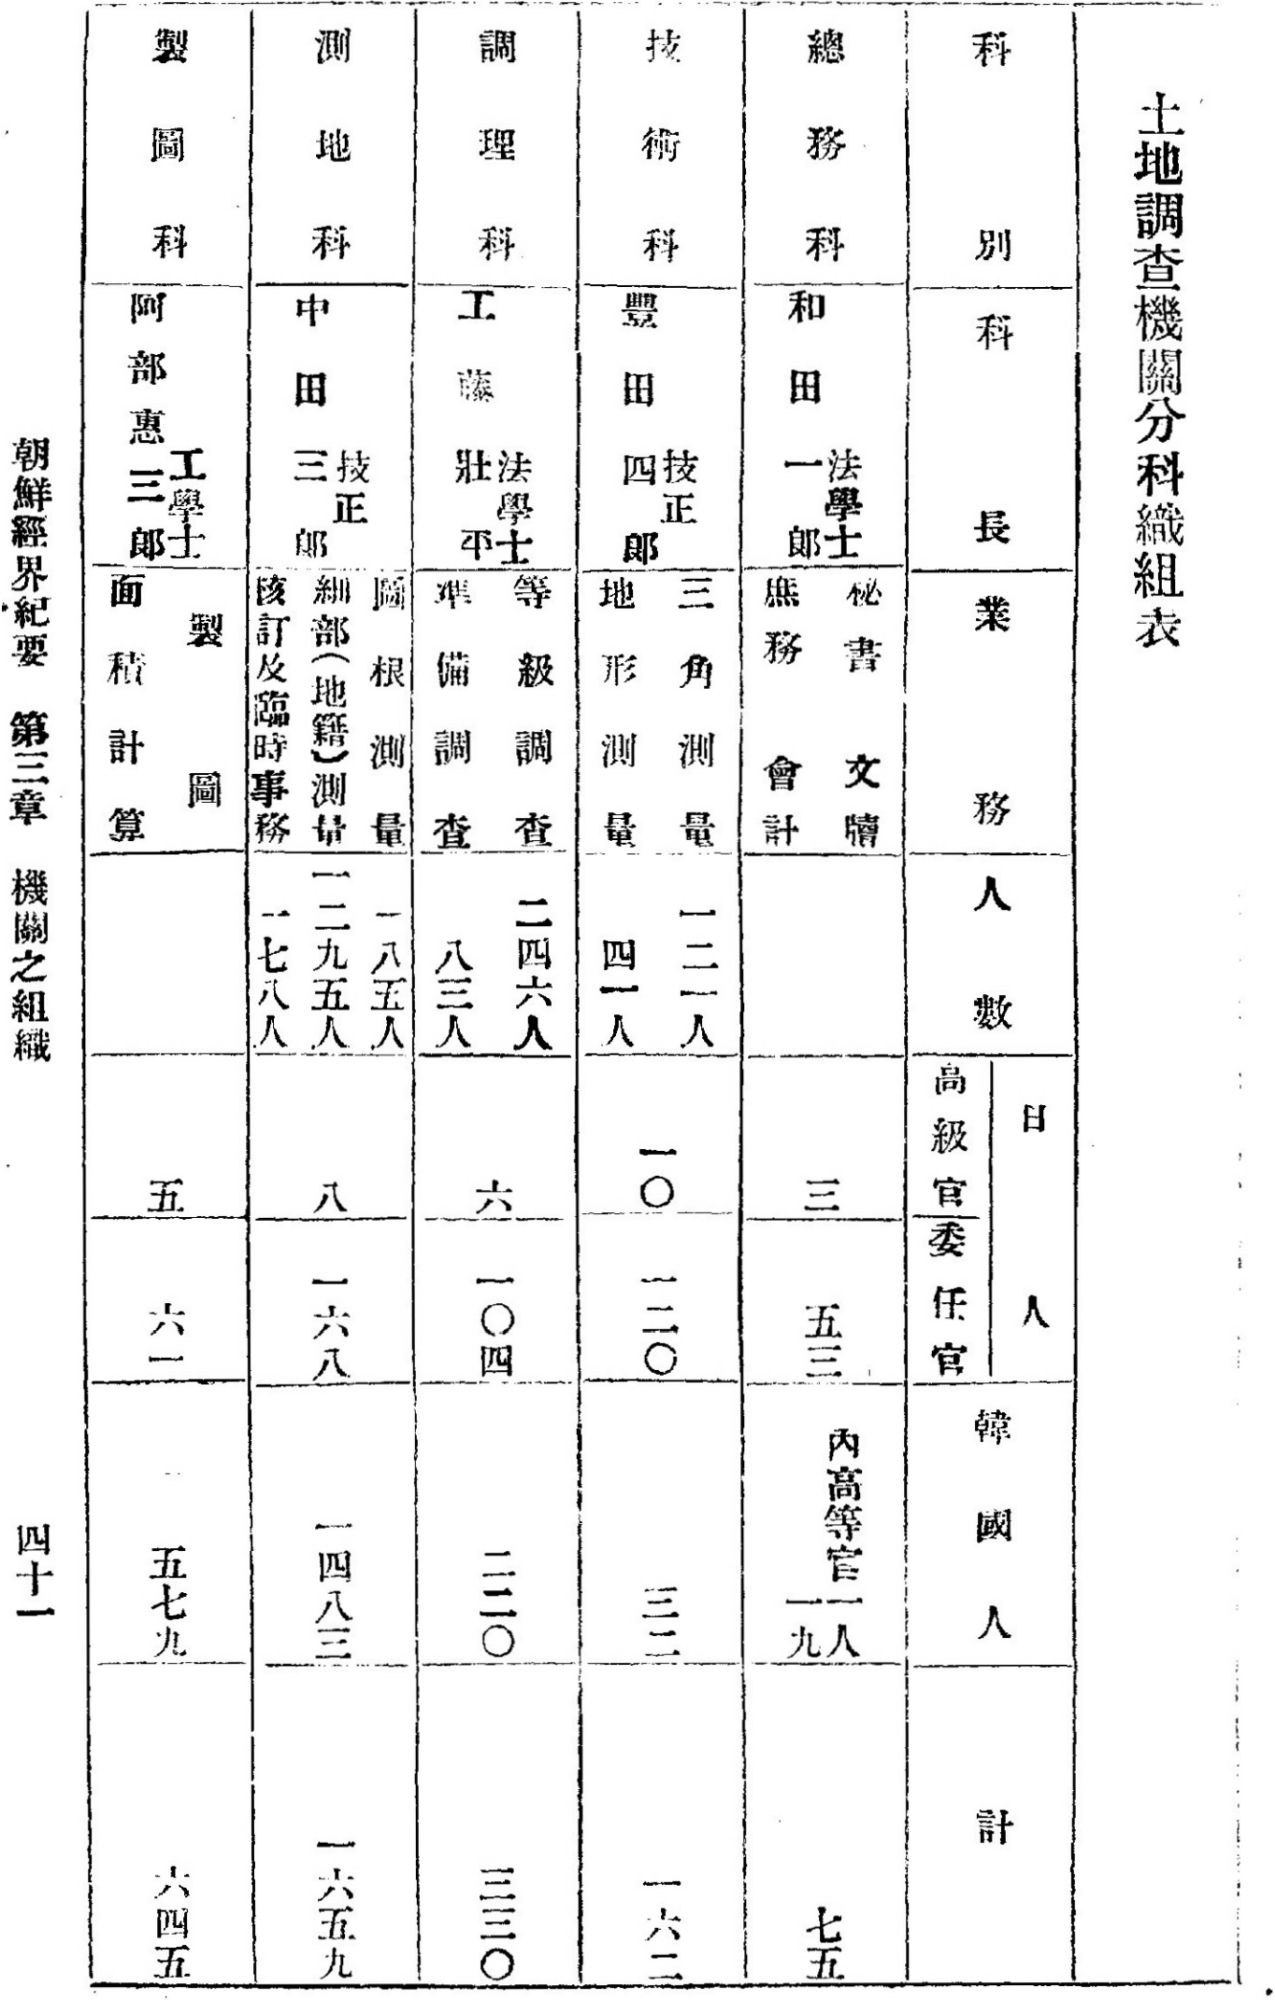 土地調查機關分科織組表
科別
科長
業務
人數
日人
高級官
委任官
韓國人
計
總務科
法學士
和田一郎
秘書 文牘
庶務 會計
三
五三
內高等官一人
一九
七五
技術科
技正
豐田四郎
三角測量
地形測量
一二一人
四一人
一〇
一二〇
三二
一六二
調理科
法學士
工藤壯平
等級調查
準備調查
二四六人
八三人
六
一〇四
二二〇
三三〇
測地科
技正
中田三郎
圖根測量
細部(地籍)測量
核訂及臨時事務
一八五人
一二九五人
一七八人
八
一六八
一四八三
一六五九
製圖科
工學士
阿部惠三郎
製圖
面積計算
五
六一
五七九
六四五
朝鮮經界紀要 第三章 機關之組織 四十一